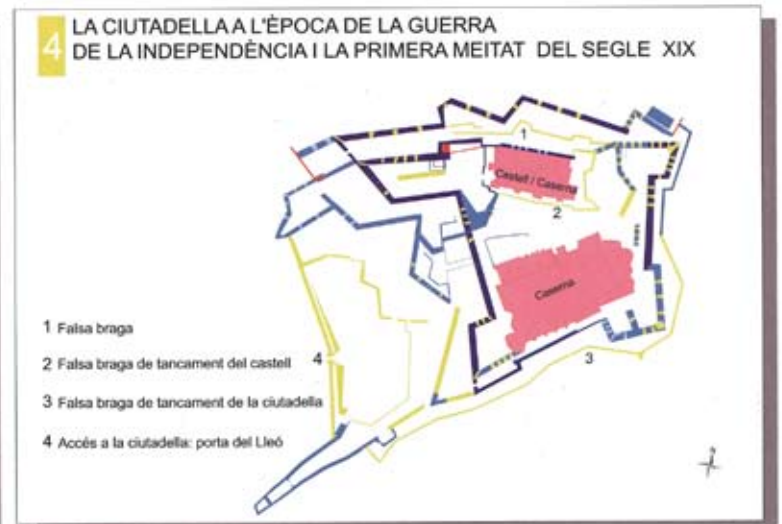 4
LA CIUTADELLA A L'ÈPOCA DE LA GUERRA
DE LA INDEPENDÈNCIA I LA PRIMERA MEITAT DEL SEGLE XIX
1
Castell / Caserna
2
Caserna
3
4
1 Falsa braga
2 Falsa braga de tancament del castell
3 Falsa braga de tancament de la ciutadella
4 Accés a la ciutadella: porta del Lleó